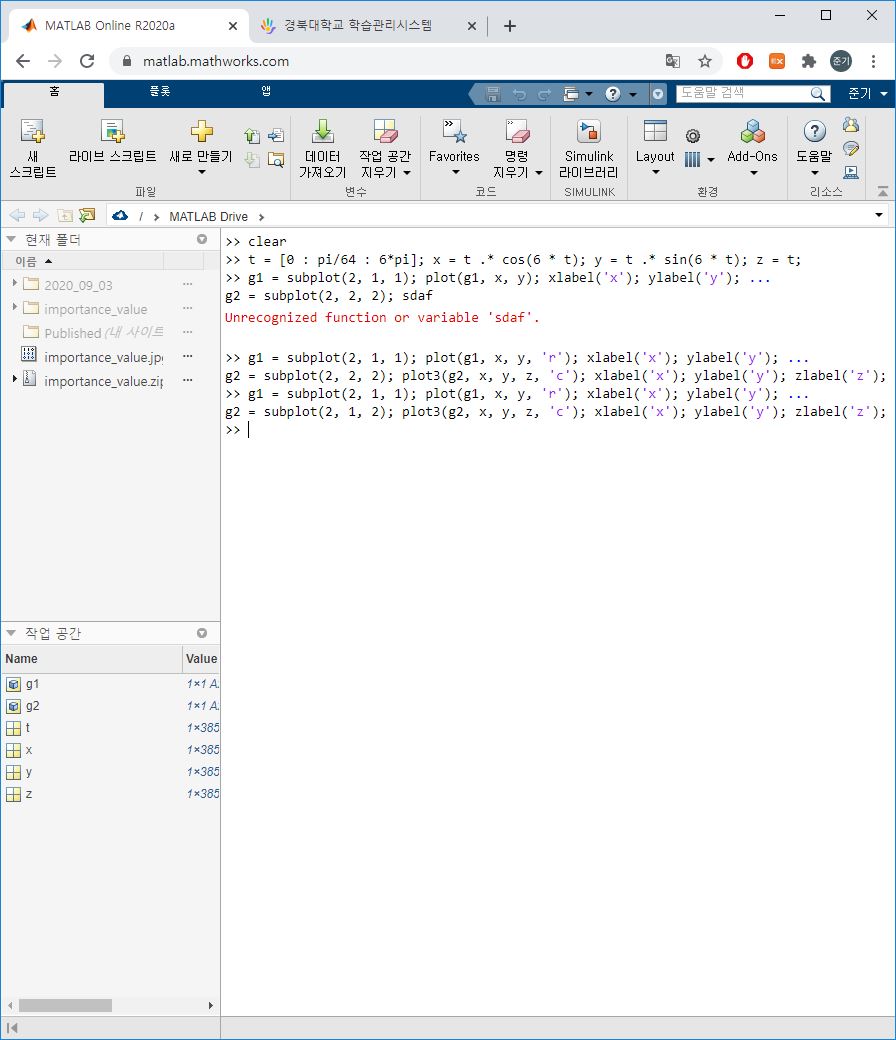 MATLAB Online R2020a
경북대학교 학습관리시스템
matlab.mathworks.com
준기
홈 플롯 앱
도움말 검색
준기
새 스크립트
라이브 스크립트
새로 만들기
파일
데이터 가져오기
작업 공간 지우기
변수
Favorites
명령 지우기
코드
Simulink 라이브러리
SIMULINK
Layout
Add-Ons
환경
도움말
리소스
/ > MATLAB Drive >
현재 폴더
이름
2020_09_03
importance_value
Published (내 사이트
importance_value.jpg
importance_value.zip
작업 공간
Name Value
g1 1×1 A
g2 1×1 A
t 1×385
x 1×385
y 1×385
z 1×385
>> clear
>> t = [0 : pi/64 : 6*pi]; x = t .* cos(6 * t); y = t .* sin(6 * t); z = t;
>> g1 = subplot(2, 1, 1); plot(g1, x, y); xlabel('x'); ylabel('y'); ...
g2 = subplot(2, 2, 2); sdaf
Unrecognized function or variable 'sdaf'.
>> g1 = subplot(2, 1, 1); plot(g1, x, y, 'r'); xlabel('x'); ylabel('y'); ...
g2 = subplot(2, 2, 2); plot3(g2, x, y, z, 'c'); xlabel('x'); ylabel('y'); zlabel('z');
>> g1 = subplot(2, 1, 1); plot(g1, x, y, 'r'); xlabel('x'); ylabel('y'); ...
g2 = subplot(2, 1, 2); plot3(g2, x, y, z, 'c'); xlabel('x'); ylabel('y'); zlabel('z');
>>